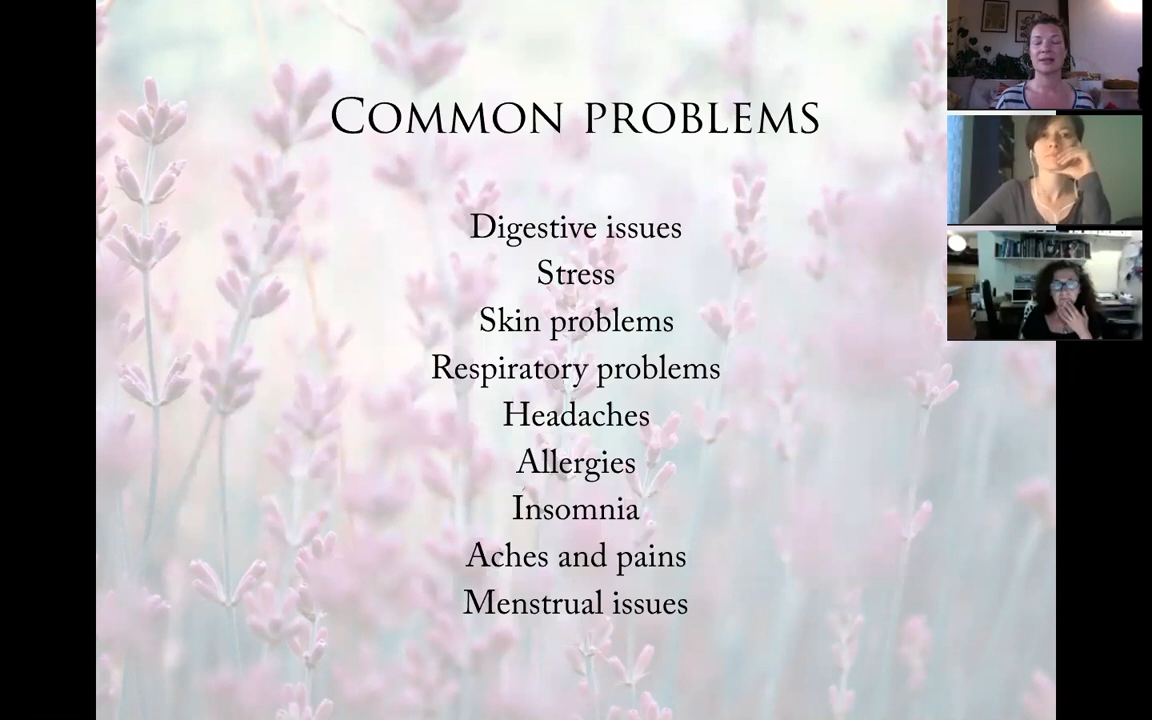 Common problems
Digestive issues
Stress
Skin problems
Respiratory problems
Headaches
Allergies
Insomnia
Aches and pains
Menstrual issues